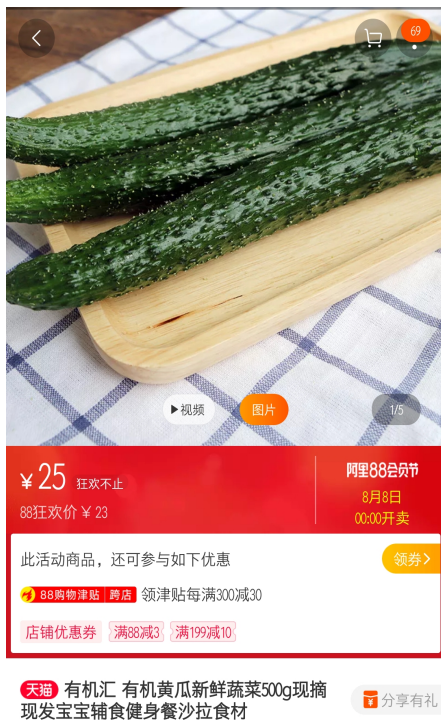 69
视频
图片
1/5
¥25 狂欢不止
88狂欢价 ¥ 23
阿里88会员节
8月8日
00:00开卖
此活动商品，还可参与如下优惠
领券
88购物津贴 跨店 领津贴每满300减30
店铺优惠券 满88减3 满199减10
天猫 有机汇 有机黄瓜新鲜蔬菜500g现摘
现发宝宝辅食健身餐沙拉食材
分享有礼